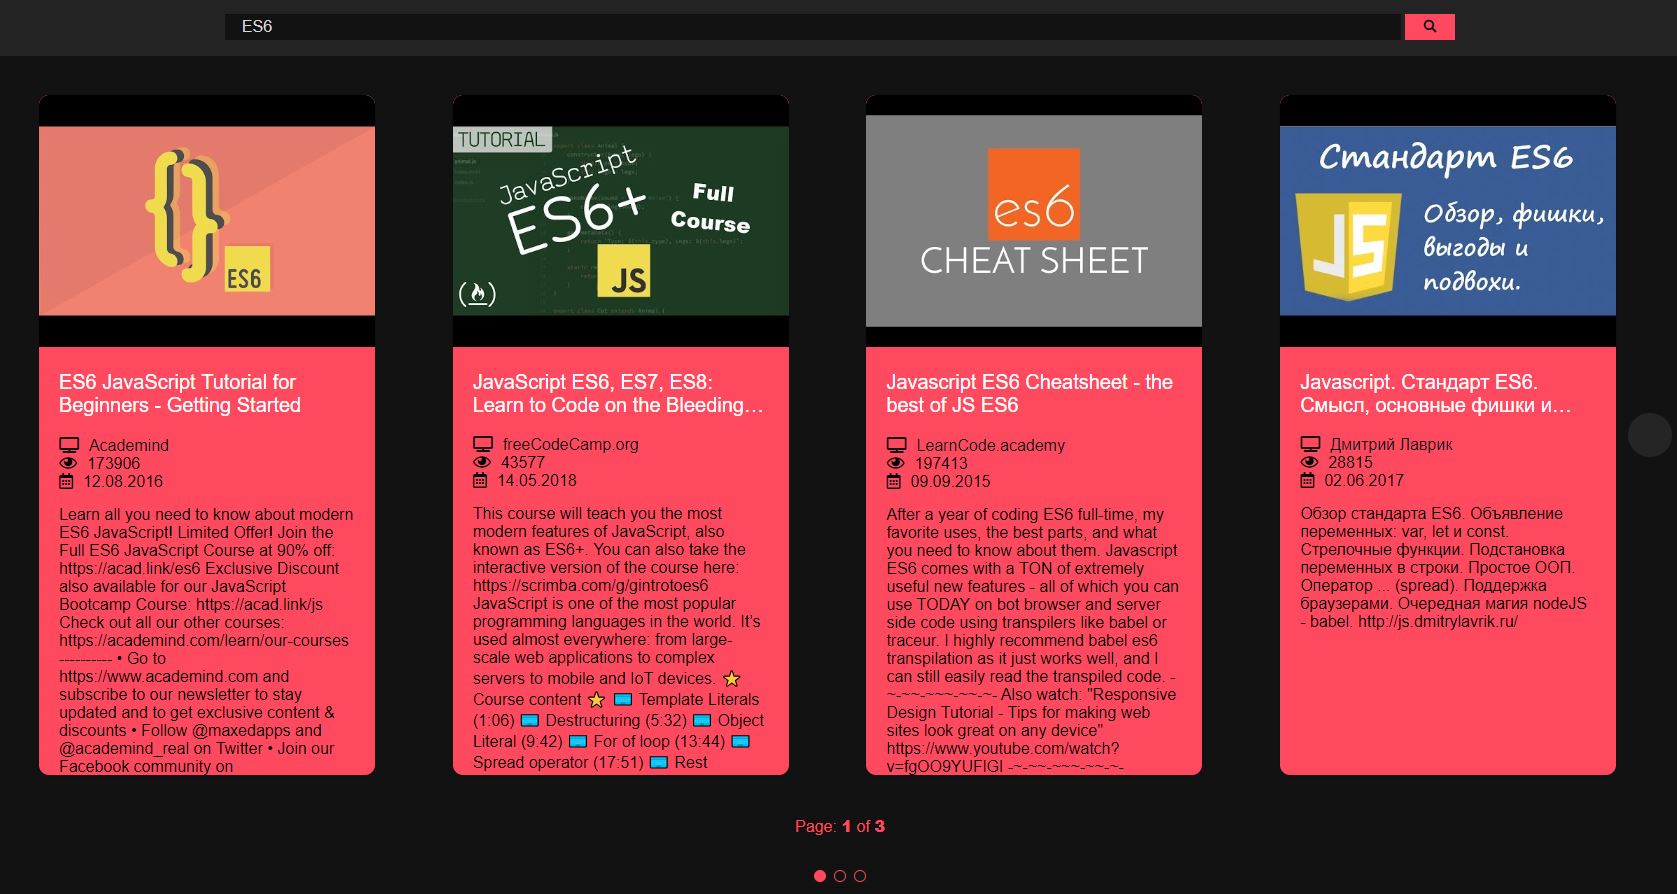 ES6
ES6
TUTORIAL
JavaScript
ES6+
Full
Course
JS
es6
CHEAT SHEET
Стандарт ES6
Обзор, фишки,
выгоды и
подвохи.
JS
ES6 JavaScript Tutorial for
Beginners - Getting Started
Academind
173906
12.08.2016
Learn all you need to know about modern
ES6 JavaScript! Limited Offer! Join the
Full ES6 JavaScript Course at 90% off:
https://acad.link/es6 Exclusive Discount
also available for our JavaScript
Bootcamp Course: https://acad.link/js
Check out all our other courses:
https://academind.com/learn/our-courses
---------- • Go to
https://www.academind.com and
subscribe to our newsletter to stay
updated and to get exclusive content &
discounts • Follow @maxedapps and
@academind_real on Twitter • Join our
Facebook community on
JavaScript ES6, ES7, ES8:
Learn to Code on the Bleeding…
freeCodeCamp.org
43577
14.05.2018
This course will teach you the most
modern features of JavaScript, also
known as ES6+. You can also take the
interactive version of the course here:
https://scrimba.com/g/gintrotoes6
JavaScript is one of the most popular
programming languages in the world. It's
used almost everywhere: from large-
scale web applications to complex
servers to mobile and IoT devices. ⭐
Course content ⭐ Template Literals
(1:06) Destructuring (5:32) Object
Literal (9:42) For of loop (13:44)
Spread operator (17:51) Rest
Javascript ES6 Cheatsheet - the
best of JS ES6
LearnCode.academy
197413
09.09.2015
After a year of coding ES6 full-time, my
favorite uses, the best parts, and what
you need to know about them. Javascript
ES6 comes with a TON of extremely
useful new features - all of which you can
use TODAY on bot browser and server
side code using transpilers like babel or
traceur. I highly recommend babel es6
transpilation as it just works well, and I
can still easily read the transpiled code. -
~-~~-~~~-~~-~- Also watch: "Responsive
Design Tutorial - Tips for making web
sites look great on any device"
https://www.youtube.com/watch?
v=fgOO9YUFlGI -~-~~-~~~-~~-~-
Javascript. Стандарт ES6.
Смысл, основные фишки и…
Дмитрий Лаврик
28815
02.06.2017
Обзор стандарта ES6. Объявление
переменных: var, let и const.
Стрелочные функции. Подстановка
переменных в строки. Простое ООП.
Оператор ... (spread). Поддержка
браузерами. Очередная магия nodeJS
- babel. http://js.dmitrylavrik.ru/
Page: 1 of 3